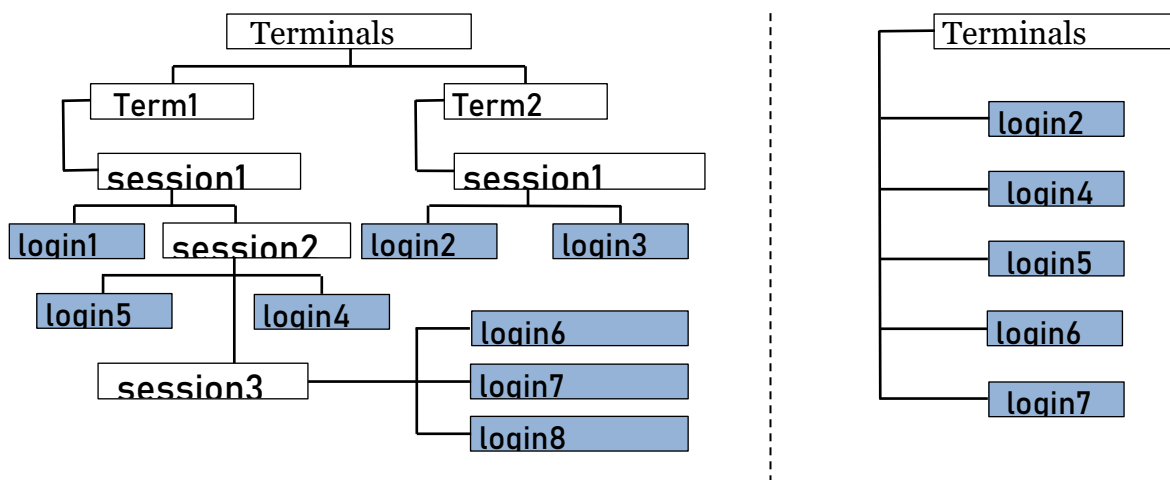 Terminals
Term1
Term2
session1
session1
login1
session2
login2
login3
login5
login4
login6
session3
login7
login8
Terminals
login2
login4
login5
login6
login7